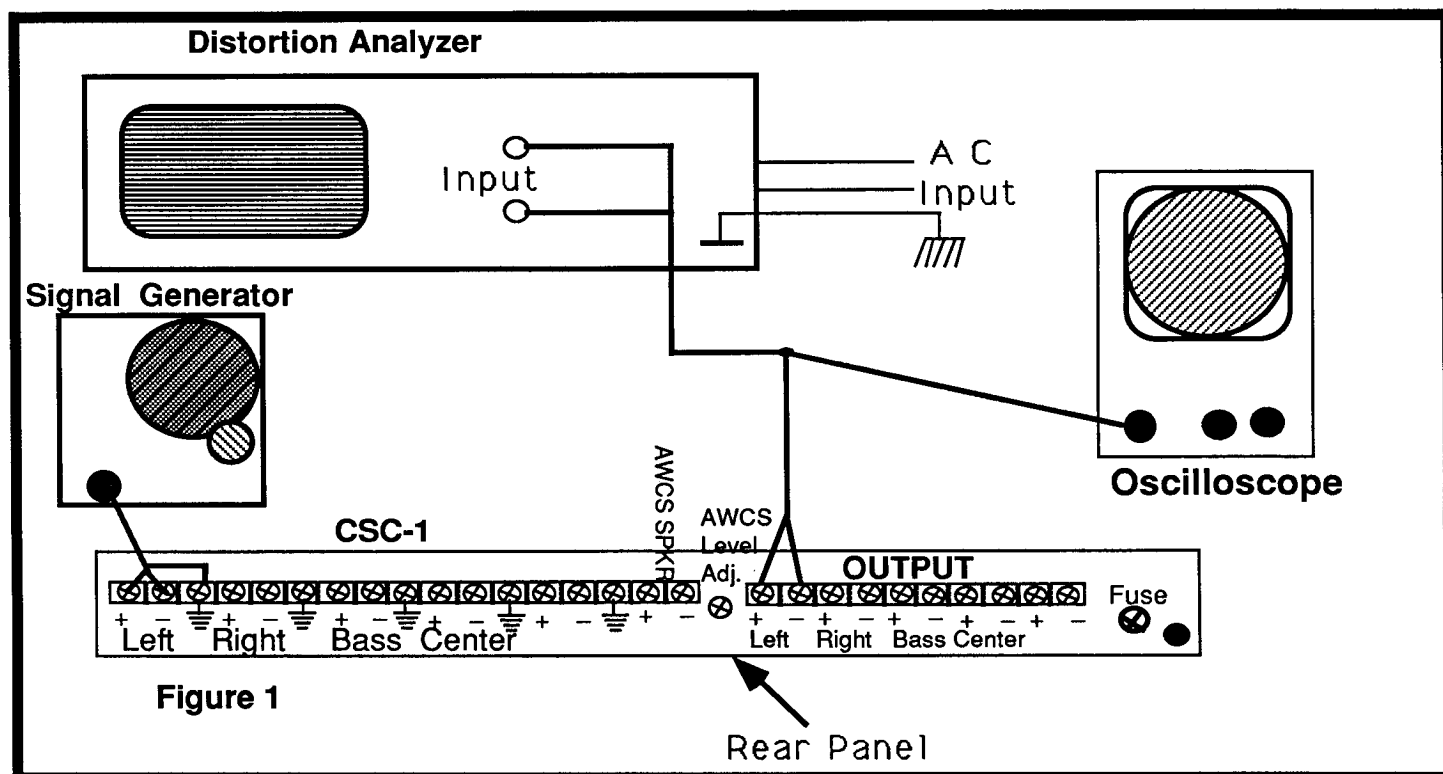 Distortion Analyzer
Input
A C
Input
Signal Generator
Oscilloscope
CSC-1
AWCS SPKR
AWCS
Level
Adj.
OUTPUT
Fuse
+ − + − + − + − + − + −
Left Right Bass Center
+ − + − + − + − + −
Left Right Bass Center
Figure 1
Rear Panel